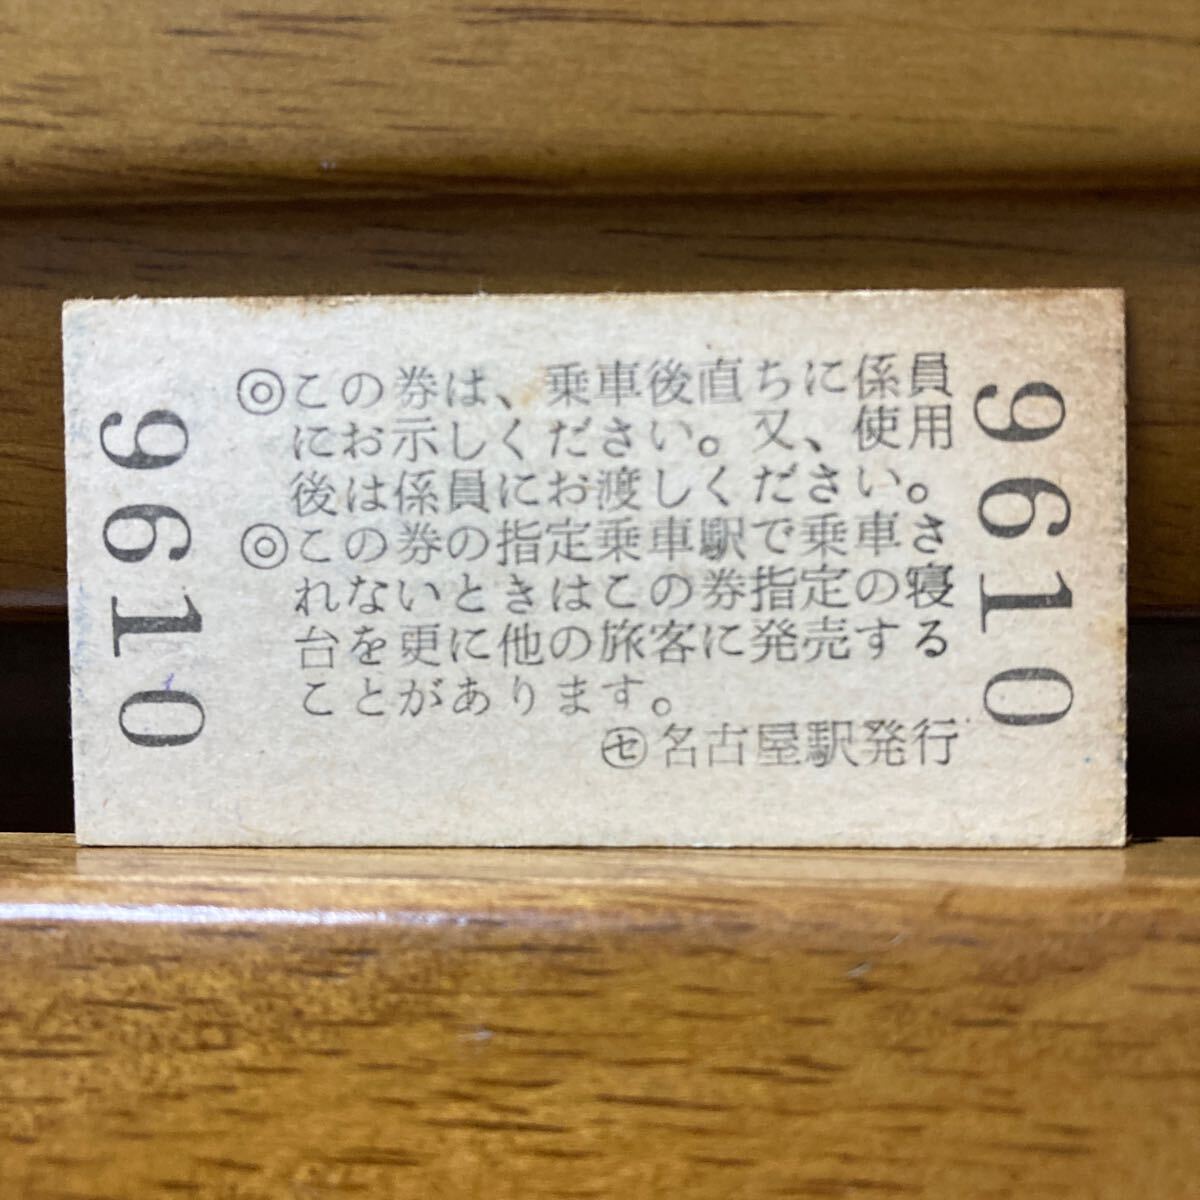 ◎この券は、乗車後直ちに係員
にお示しください。又、使用
後は係員にお渡しください。
◎この券の指定乗車駅で乗車さ
れないときはこの券指定の寝
台を更に他の旅客に発売する
ことがあります。
㋝名古屋駅発行
9610
9610